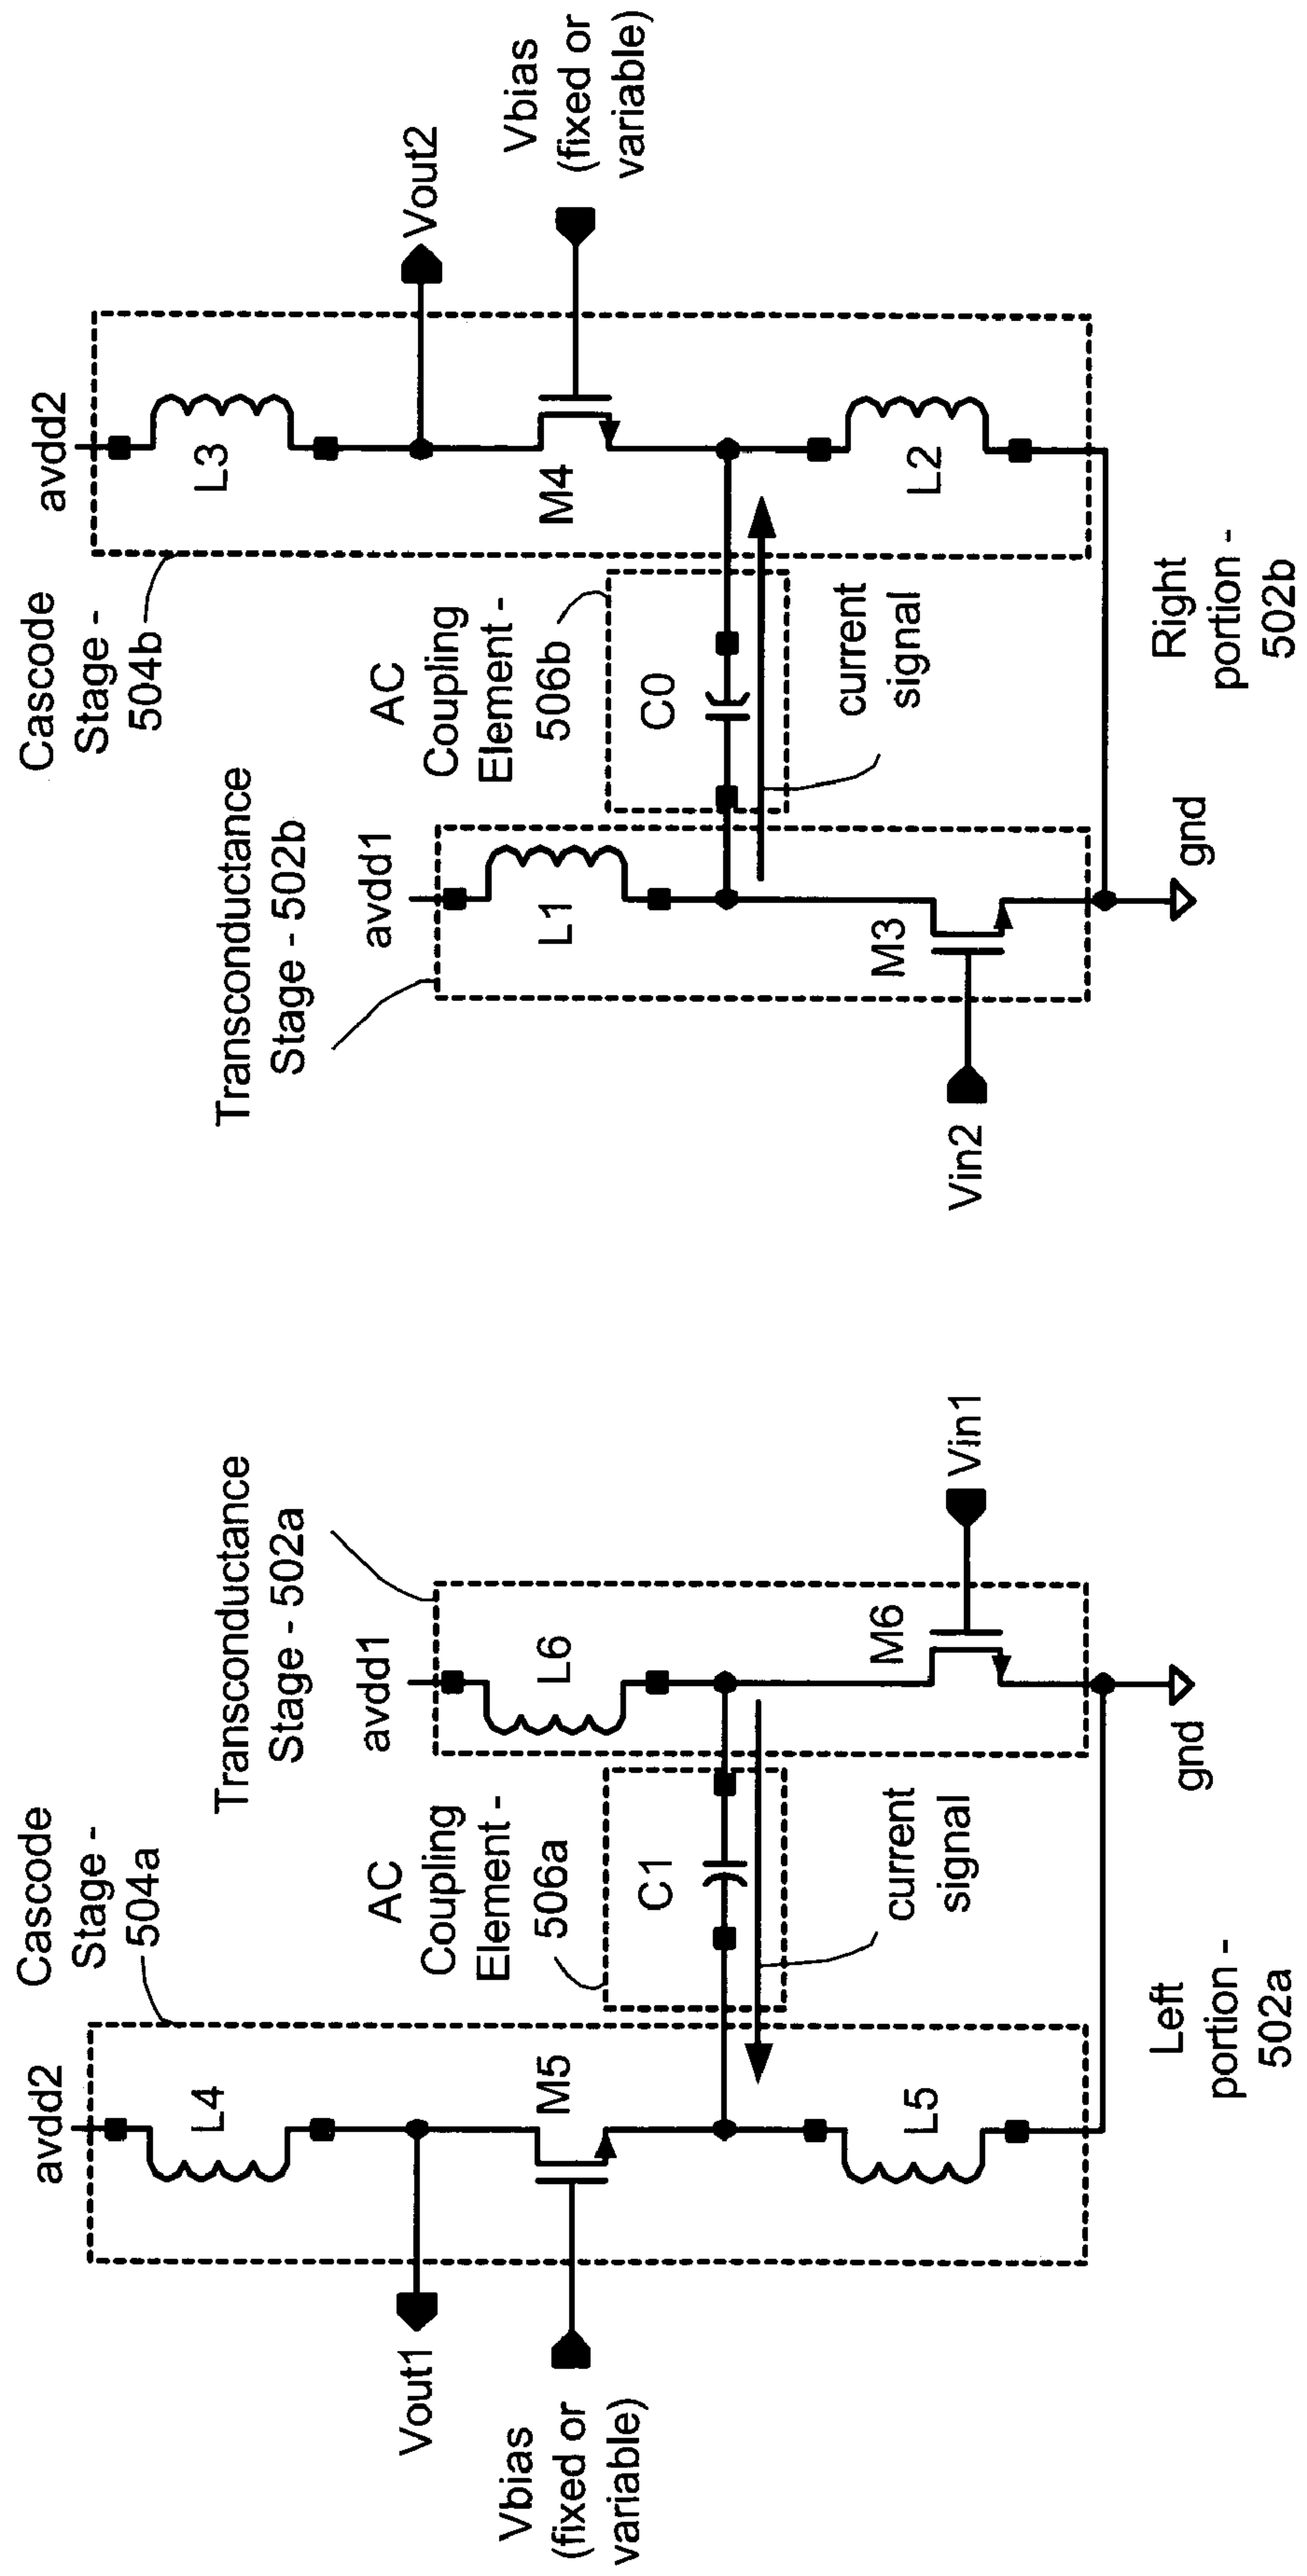 Cascode
Stage -
504a
avdd2
L4
Vout1
M5
Vbias
(fixed or
variable)
L5
Transconductance
Stage - 502a
avdd1
L6
AC
Coupling
Element -
506a
C1
M6
Vin1
current
signal
gnd
Left
portion -
502a
Transconductance
Stage - 502b
avdd1
L1
M3
Vin2
gnd
Cascode
Stage -
504b
avdd2
L3
Vout2
M4
Vbias
(fixed or
variable)
AC
Coupling
Element -
506b
C0
L2
current
signal
Right
portion -
502b